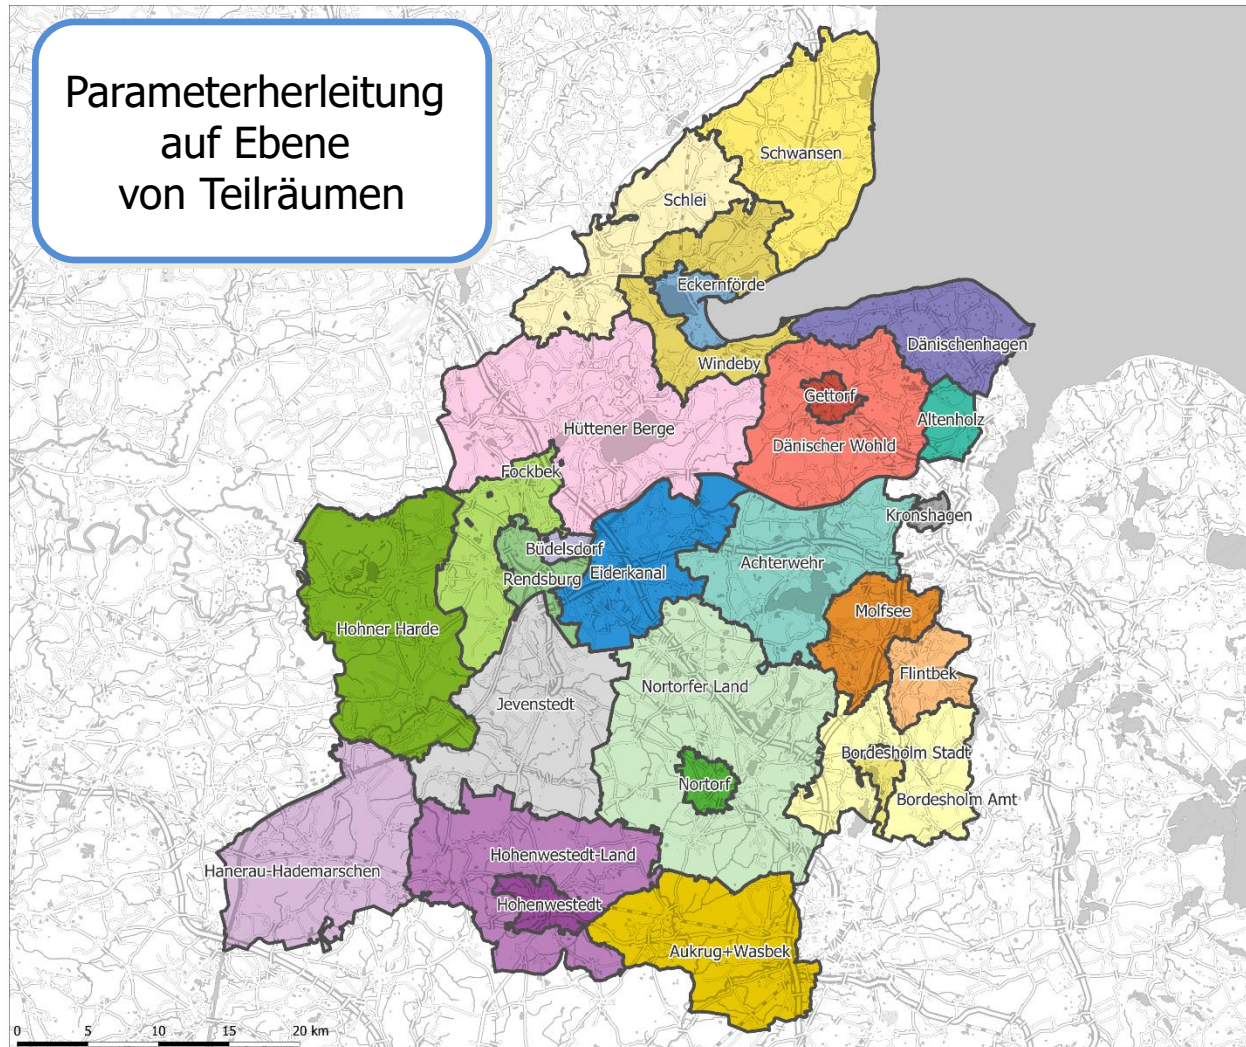 Parameterherleitung
auf Ebene
von Teilräumen
Schwansen
Schlei
Eckernförde
Dänischenhagen
Windeby
Gettorf
Altenholz
Hüttener Berge
Dänischer Wohld
Fockbek
Kronshagen
Büdelsdorf
Achterwehr
Rendsburg
Eiderkanal
Molfsee
Hohner Harde
Flintbek
Nortorfer Land
Jevenstedt
Bordesholm Stadt
Nortorf
Bordesholm Amt
Hohenwestedt-Land
Hanerau-Hademarschen
Hohenwestedt
Aukrug+Wasbek
0 5 10 15 20 km